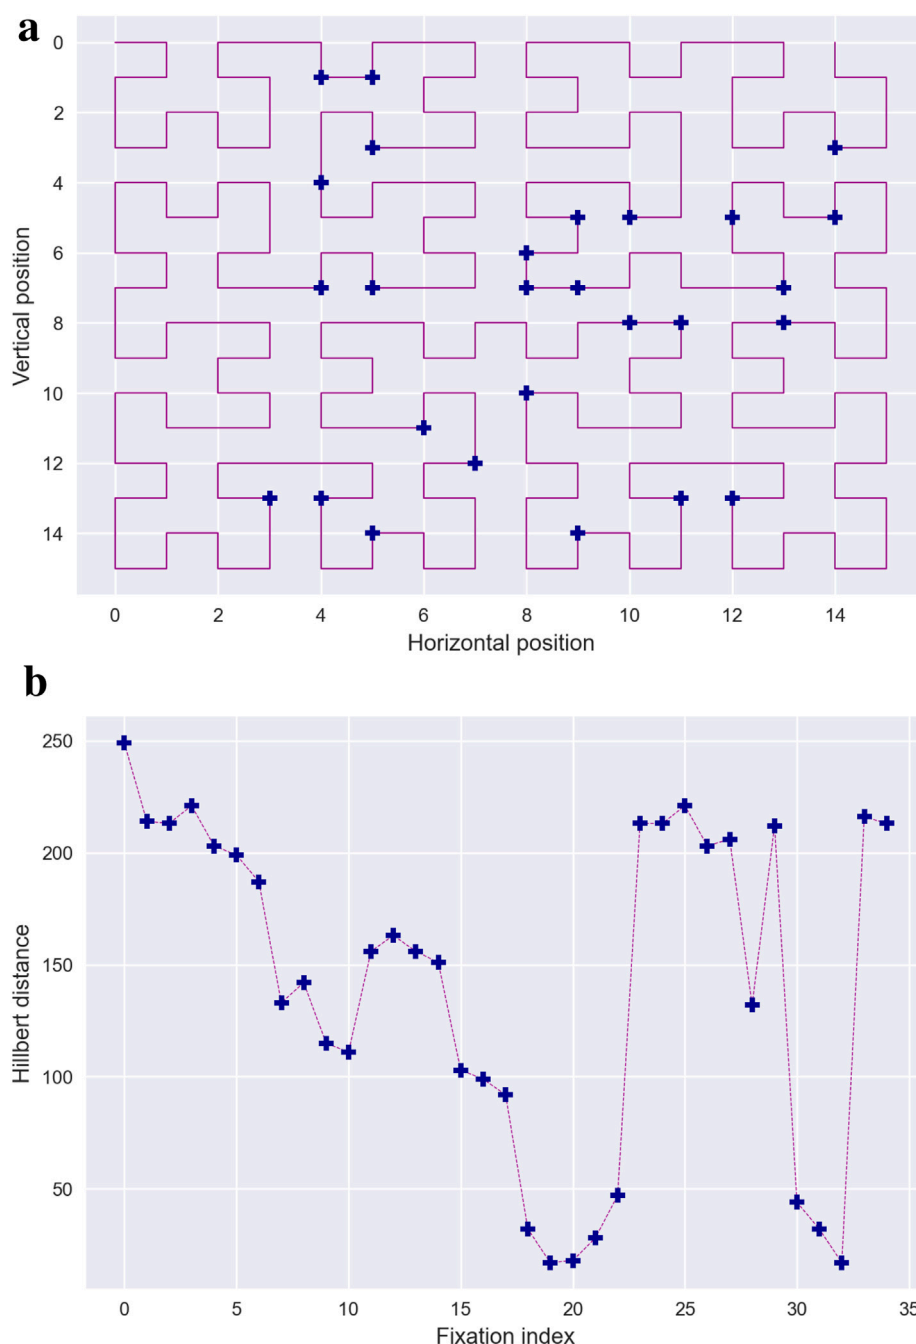 a
0
2
4
6
8
10
12
14
Vertical position
0 2 4 6 8 10 12 14
Horizontal position
b
250
200
150
100
50
Hillbert distance
0 5 10 15 20 25 30 35
Fixation index